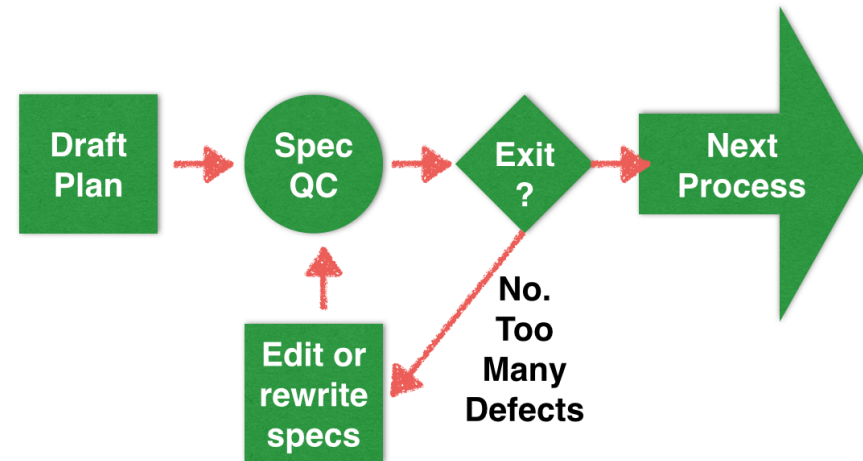 Draft
Plan
Spec
QC
Exit
?
Next
Process
No.
Too
Many
Defects
Edit or
rewrite
specs